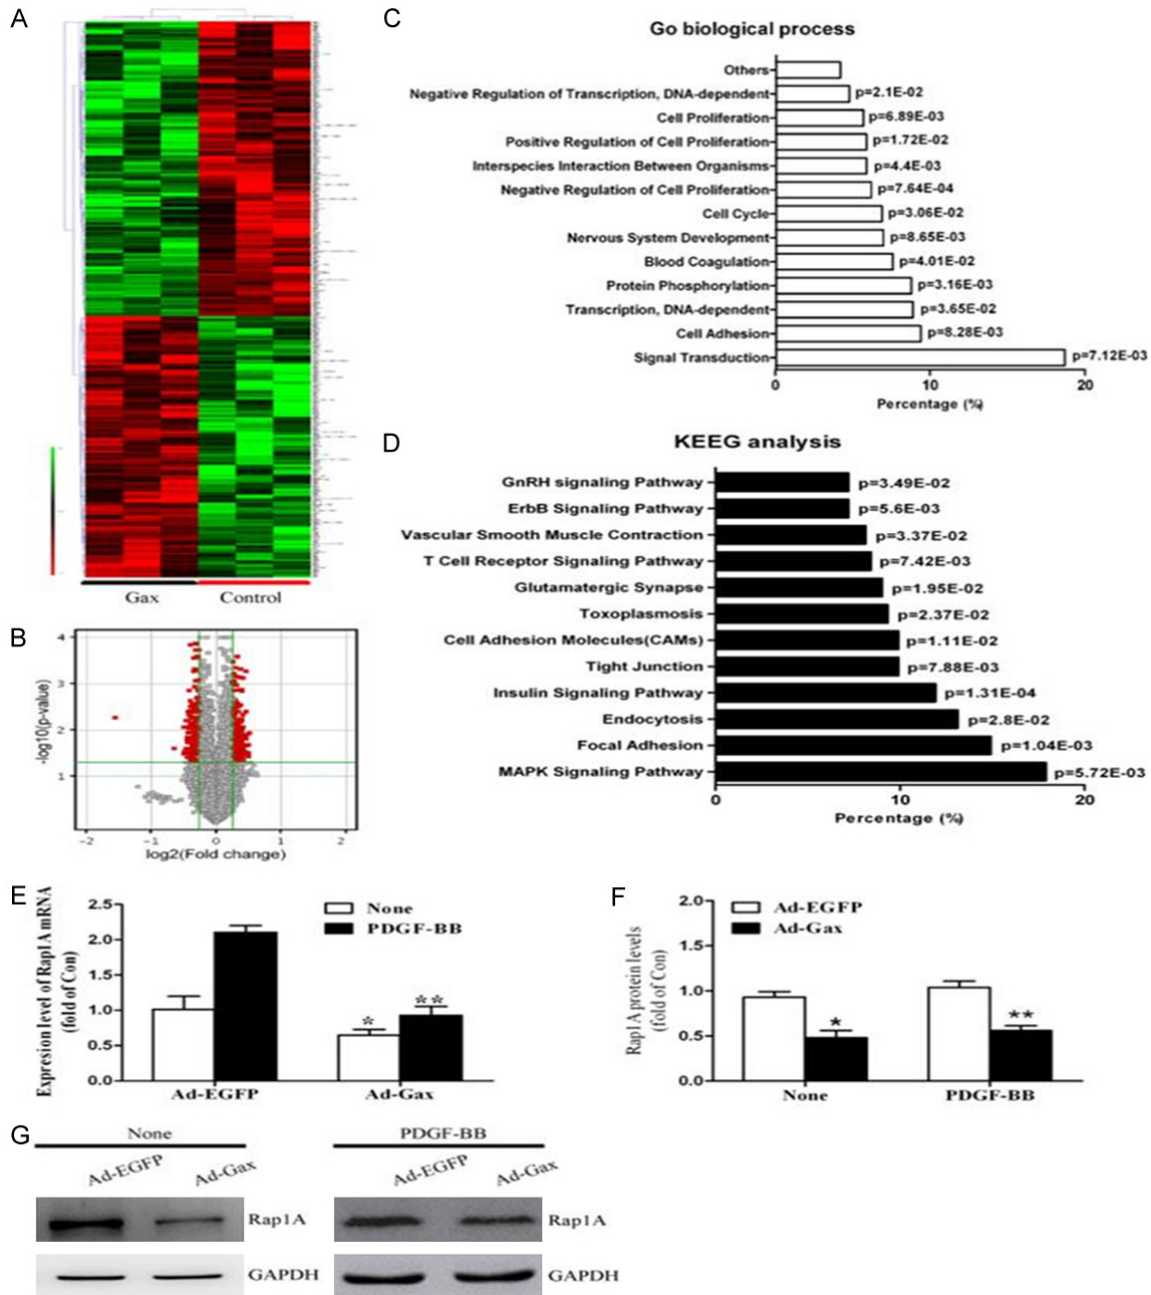 A
Gax
Control
B
-log10(p-value)
4
3
2
1
-2
-1
0
1
2
log2(Fold change)
C
Go biological process
Others
Negative Regulation of Transcription, DNA-dependent
p=2.1E-02
Cell Proliferation
p=6.89E-03
Positive Regulation of Cell Proliferation
p=1.72E-02
Interspecies Interaction Between Organisms
p=4.4E-03
Negative Regulation of Cell Proliferation
p=7.64E-04
Cell Cycle
p=3.06E-02
Nervous System Development
p=8.65E-03
Blood Coagulation
p=4.01E-02
Protein Phosphorylation
p=3.16E-03
Transcription, DNA-dependent
p=3.65E-02
Cell Adhesion
p=8.28E-03
Signal Transduction
p=7.12E-03
0
10
20
Percentage (%)
D
KEEG analysis
GnRH signaling Pathway
p=3.49E-02
ErbB Signaling Pathway
p=5.6E-03
Vascular Smooth Muscle Contraction
p=3.37E-02
T Cell Receptor Signaling Pathway
p=7.42E-03
Glutamatergic Synapse
p=1.95E-02
Toxoplasmosis
p=2.37E-02
Cell Adhesion Molecules(CAMs)
p=1.11E-02
Tight Junction
p=7.88E-03
Insulin Signaling Pathway
p=1.31E-04
Endocytosis
p=2.8E-02
Focal Adhesion
p=1.04E-03
MAPK Signaling Pathway
p=5.72E-03
0
10
20
Percentage (%)
E
Expresion level of Rap1A mRNA
(fold of Con)
2.5
2.0
1.5
1.0
0.5
0.0
None
PDGF-BB
*
**
Ad-EGFP
Ad-Gax
F
Rap1A protein levels
(fold of Con)
2.0
1.5
1.0
0.5
0.0
Ad-EGFP
Ad-Gax
*
**
None
PDGF-BB
G
None
PDGF-BB
Ad-EGFP
Ad-Gax
Ad-EGFP
Ad-Gax
Rap1A
Rap1A
GAPDH
GAPDH